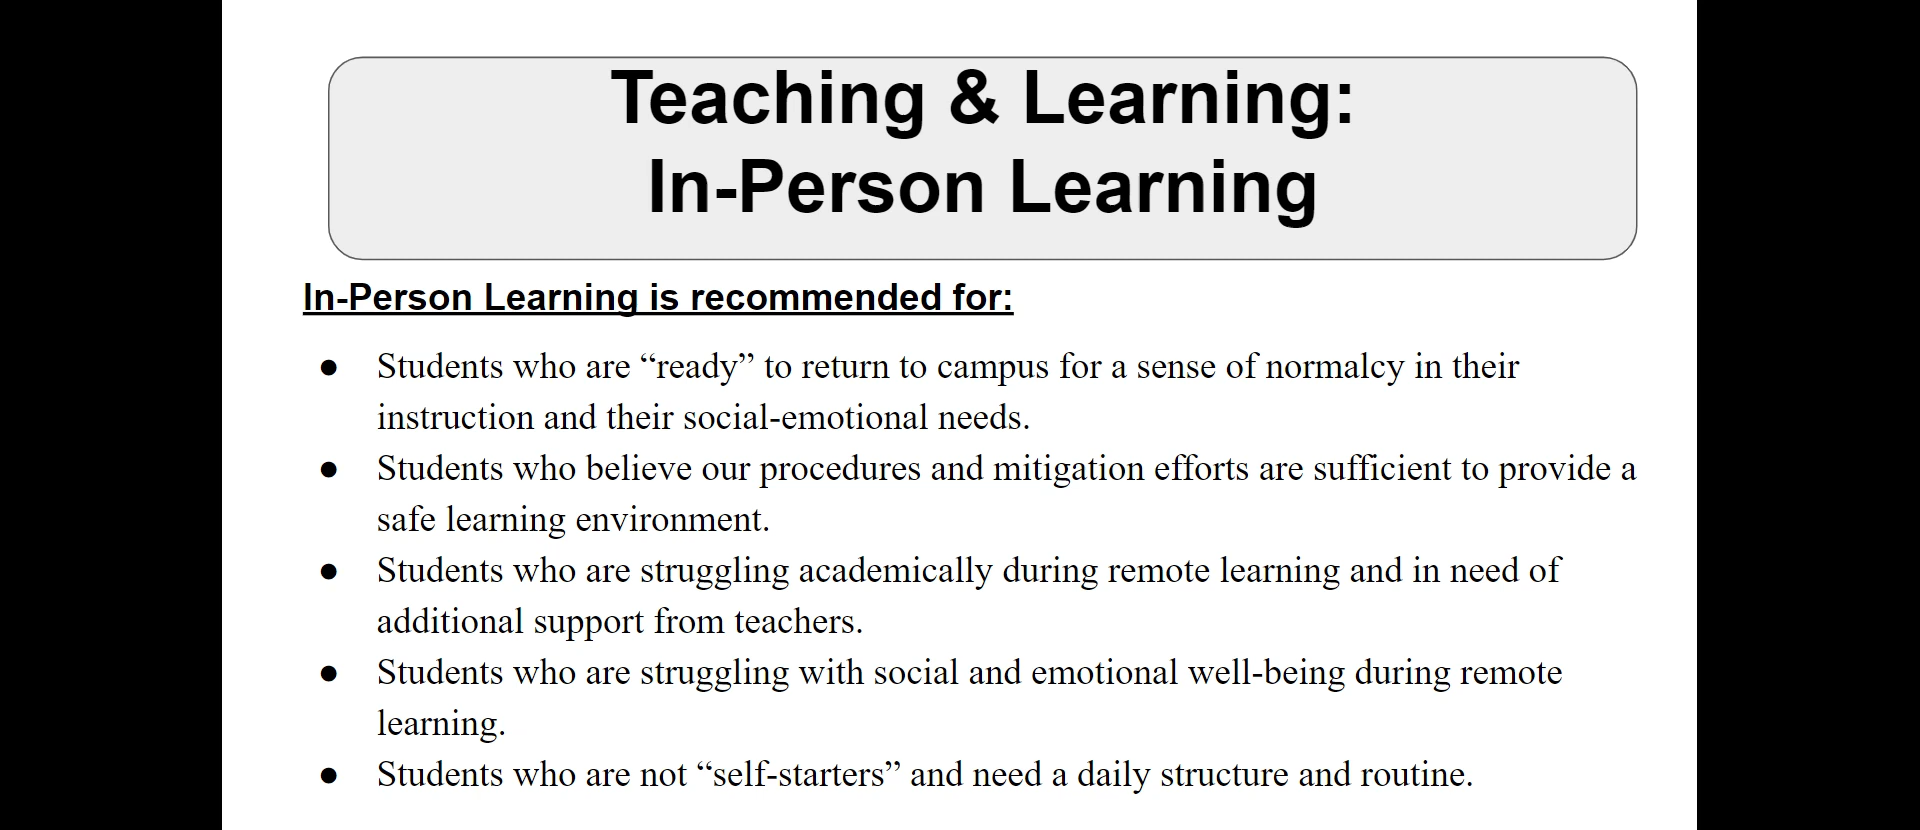 Teaching & Learning:
In-Person Learning
In-Person Learning is recommended for:
● Students who are “ready” to return to campus for a sense of normalcy in their
instruction and their social-emotional needs.
● Students who believe our procedures and mitigation efforts are sufficient to provide a
safe learning environment.
● Students who are struggling academically during remote learning and in need of
additional support from teachers.
● Students who are struggling with social and emotional well-being during remote
learning.
● Students who are not “self-starters” and need a daily structure and routine.